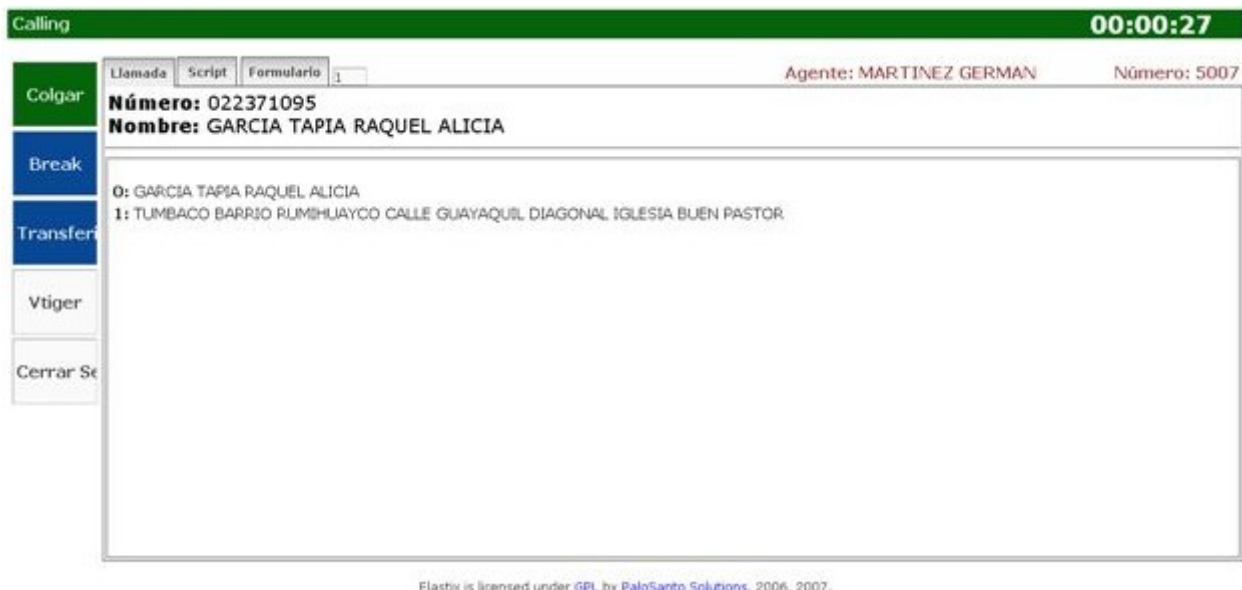 Calling 00:00:27
Llamada Script Formulario 1 Agente: MARTINEZ GERMAN Número: 5007
Colgar
Número: 022371095
Nombre: GARCIA TAPIA RAQUEL ALICIA
Break
0: GARCIA TAPIA RAQUEL ALICIA
1: TUMBACO BARRIO RUMIHUAYCO CALLE GUAYAQUIL DIAGONAL IGLESIA BUEN PASTOR
Transferi
Vtiger
Cerrar Se
Elastix is licensed under GPL by PaloSanto Solutions. 2006, 2007.